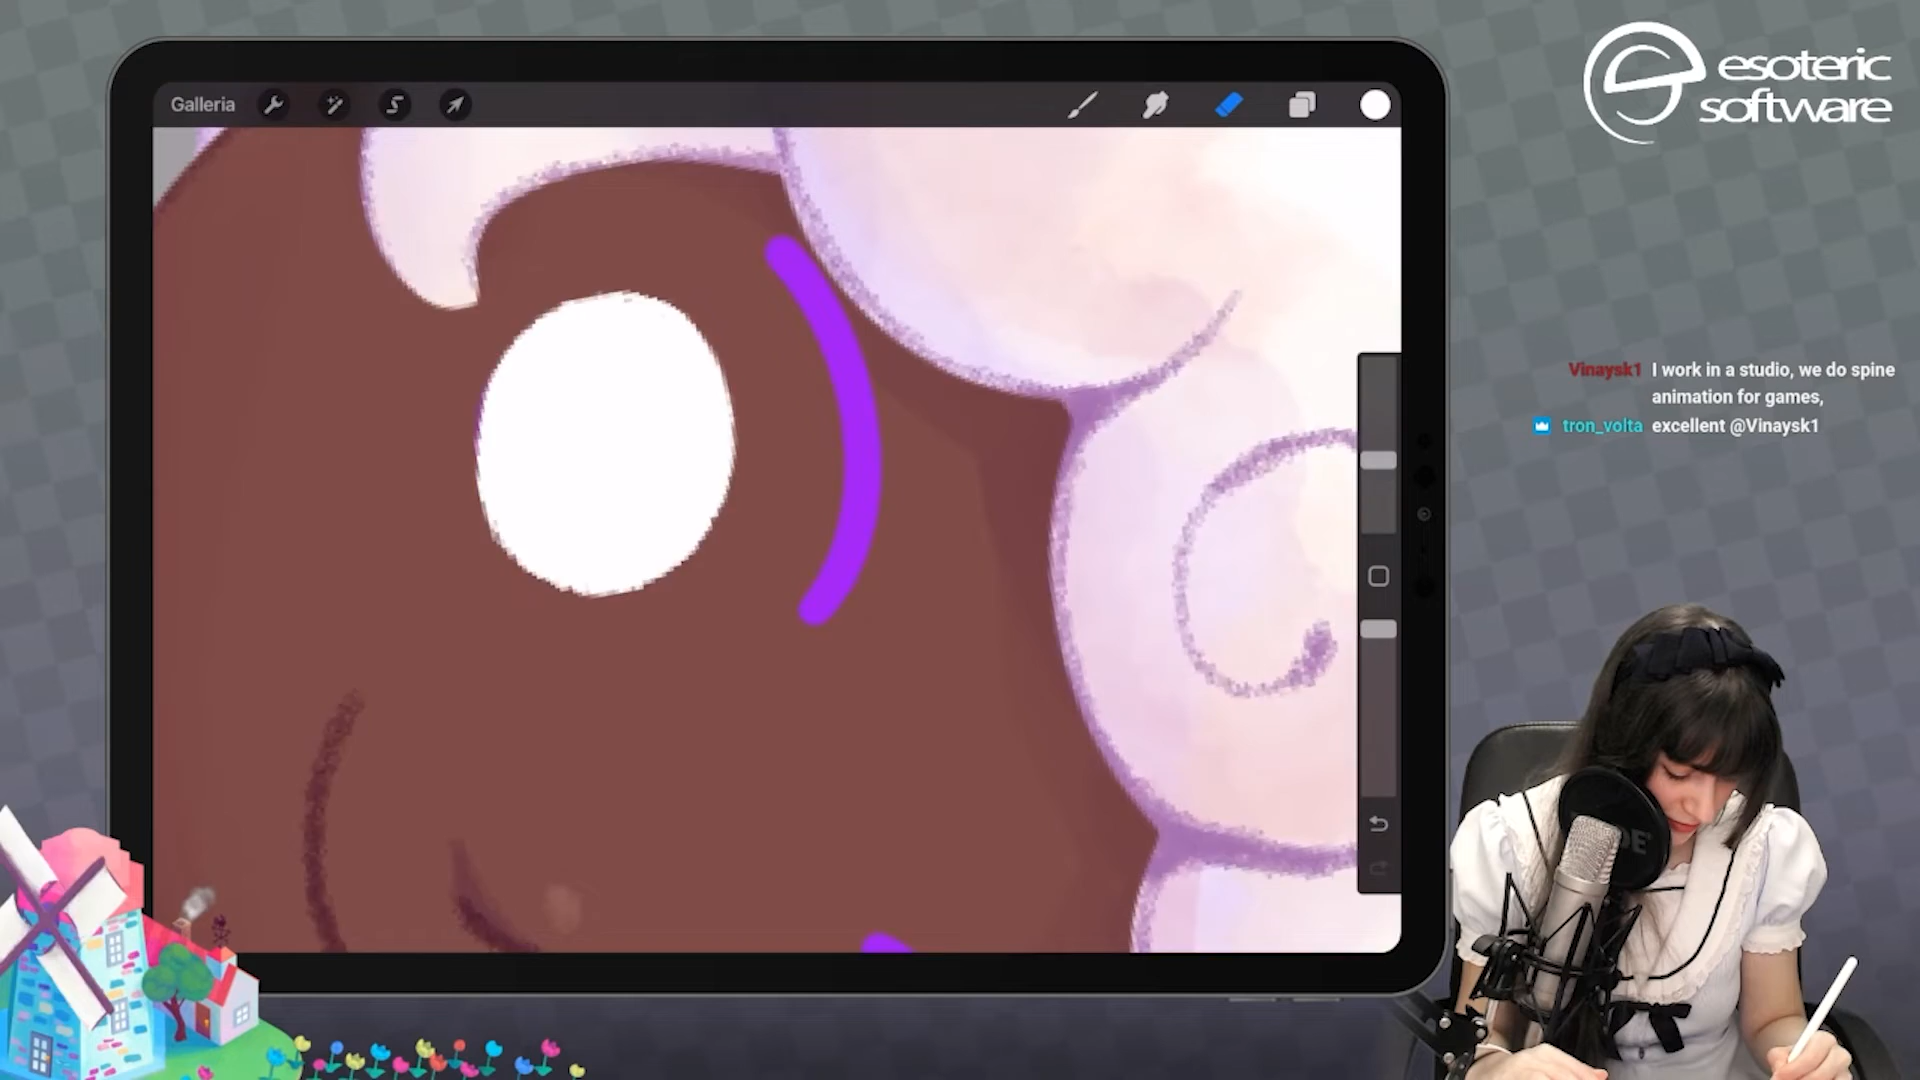 Galleria
esoteric
software
Vinaysk1 I work in a studio, we do spine
animation for games,
tron_volta excellent @Vinaysk1